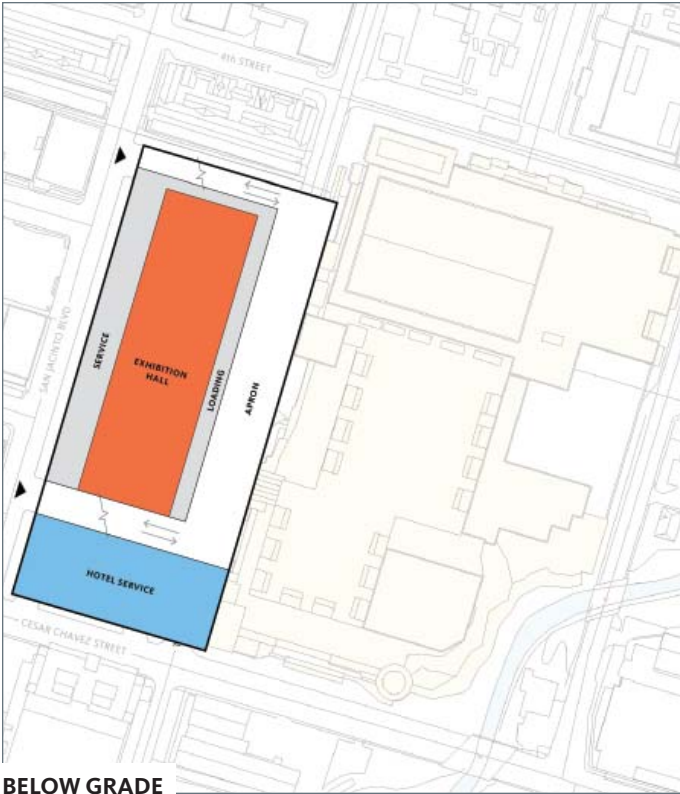 4th STREET
SAN JACINTO BLVD
SERVICE
EXHIBITION
HALL
LOADING
APRON
HOTEL SERVICE
CESAR CHAVEZ STREET
BELOW GRADE